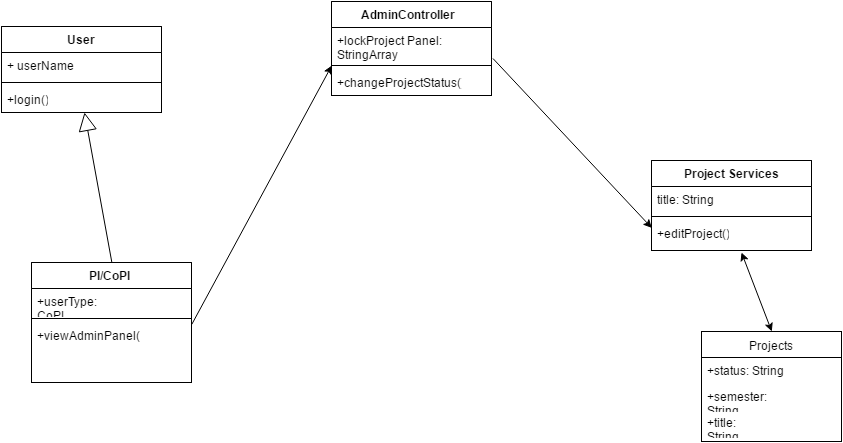 AdminController
+lockProject Panel:
StringArray
+changeProjectStatus(
User
+ userName
+login()
Project Services
title: String
+editProject()
PI/CoPI
+userType:
CoPI
+viewAdminPanel(
Projects
+status: String
+semester:
String
+title:
String